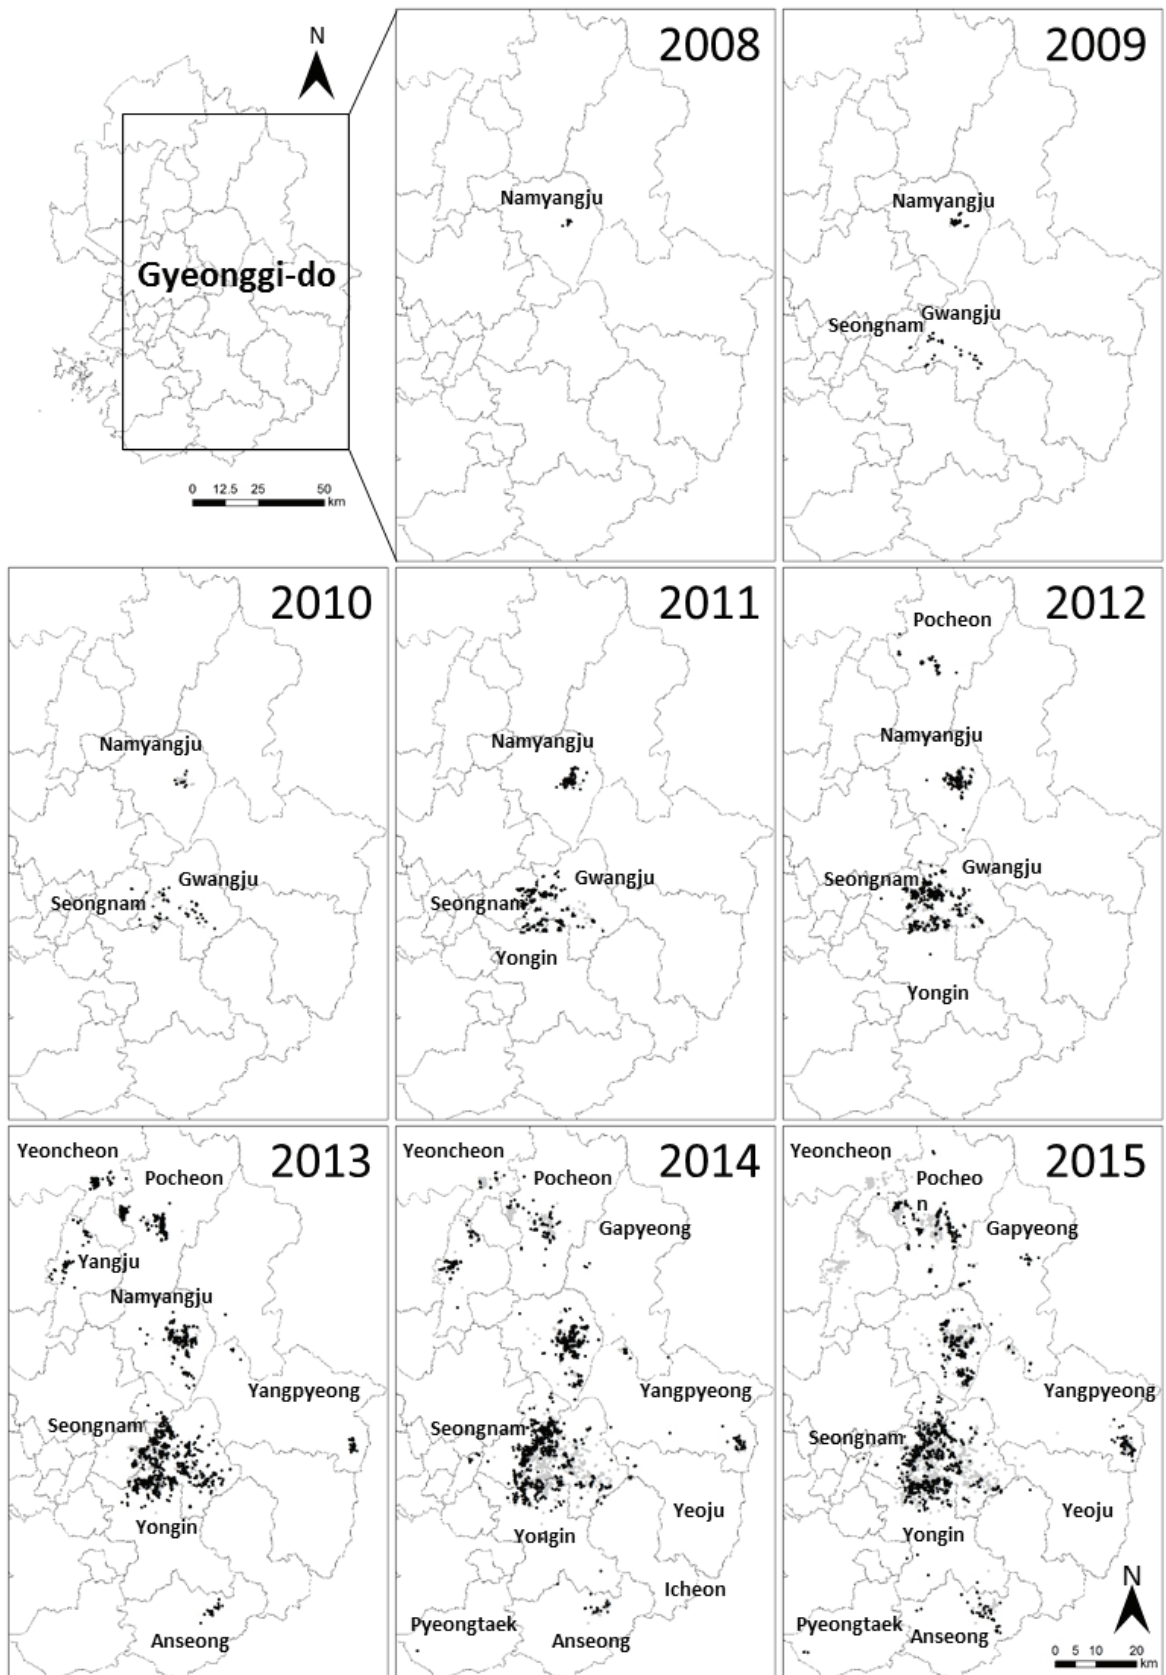 N
Gyeonggi-do
0 12.5 25 50
km
2008
Namyangju
2009
Namyangju
Gwangju
Seongnam
2010
Namyangju
Gwangju
Seongnam
2011
Namyangju
Gwangju
Seongnam
Yongin
2012
Pocheon
Namyangju
Gwangju
Seongnam
Yongin
2013
Yeoncheon
Pocheon
Yangju
Namyangju
Yangpyeong
Seongnam
Yongin
Anseong
2014
Yeoncheon
Pocheon
Gapyeong
Yangpyeong
Seongnam
Yeoju
Yongin
Icheon
Pyeongtaek
Anseong
2015
Yeoncheon
Pocheo
n
Gapyeong
Yangpyeong
Seongnam
Yeoju
Yongin
N
Pyeongtaek
Anseong
0 5 10 20
km